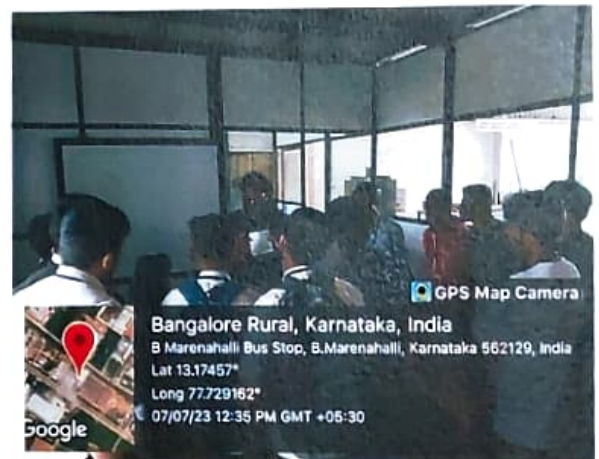 GPS Map Camera
Bangalore Rural, Karnataka, India
B Marenahalli Bus Stop, B.Marenahalli, Karnataka 562129, India
Lat 13.17457°
Long 77.729162°
07/07/23 12:35 PM GMT +05:30
Google